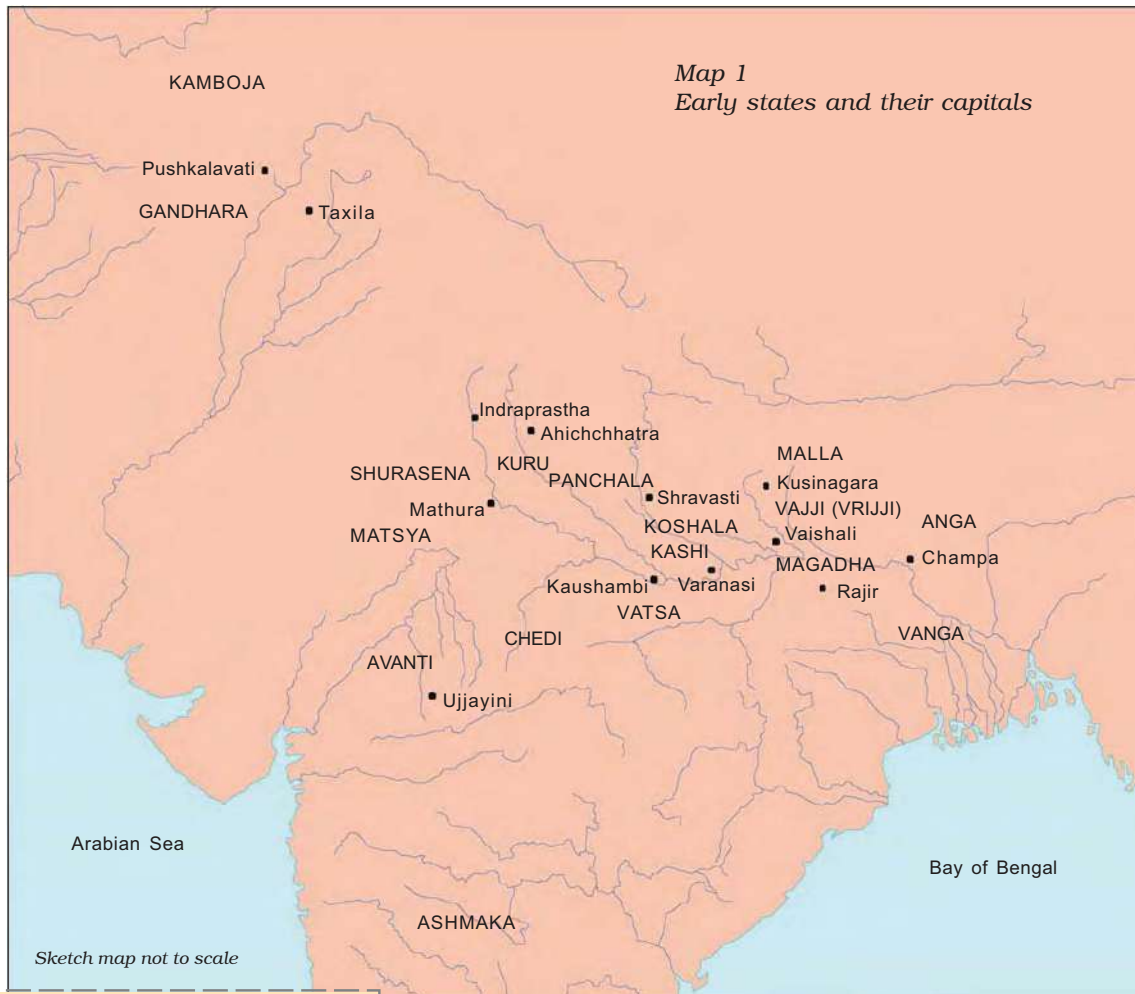 Map 1
Early states and their capitals
KAMBOJA
Pushkalavati
GANDHARA
Taxila
Indraprastha
Ahichchhatra
MALLA
KURU
SHURASENA
PANCHALA
Kusinagara
Shravasti
Mathura
VAJJI (VRIJJI)
ANGA
KOSHALA
Vaishali
MATSYA
KASHI
Champa
MAGADHA
Kaushambi
Varanasi
Rajir
VATSA
VANGA
CHEDI
AVANTI
Ujjayini
Arabian Sea
Bay of Bengal
ASHMAKA
Sketch map not to scale